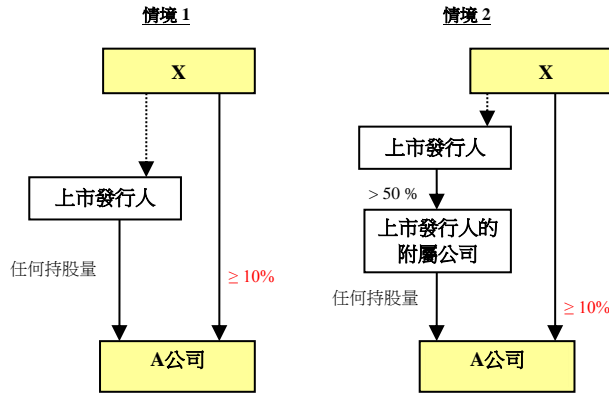 情境 1
X
上市發行人
任何持股量
≥ 10%
A公司
情境 2
X
上市發行人
> 50 %
上市發行人的
附屬公司
任何持股量
≥ 10%
A公司